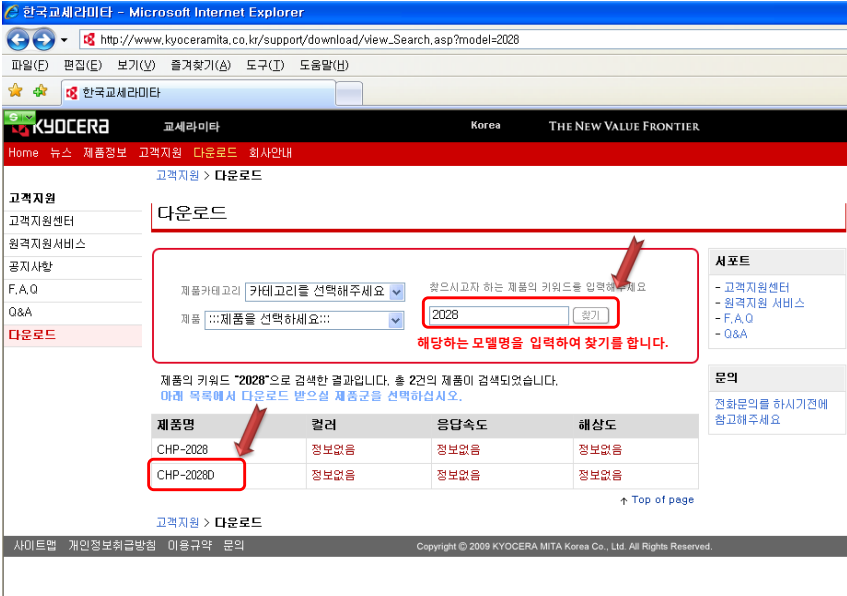 한국교세라미타 - Microsoft Internet Explorer
http://www.kyoceramita.co.kr/support/download/view_Search.asp?model=2028
파일(F) 편집(E) 보기(V) 즐겨찾기(A) 도구(T) 도움말(H)
한국교세라미타
KYOCERA 교세라미타 Korea THE NEW VALUE FRONTIER
Home 뉴스 제품정보 고객지원 다운로드 회사안내
고객지원 > 다운로드
고객지원
고객지원센터
원격지원서비스
공지사항
F.A.Q
Q&A
다운로드
다운로드
제품카테고리 카테고리를 선택해주세요
제품 :::제품을 선택하세요:::
찾으시고자 하는 제품의 키워드를 입력해주세요
2028 찾기
해당하는 모델명을 입력하여 찾기를 합니다.
제품의 키워드 "2028"으로 검색한 결과입니다. 총 2건의 제품이 검색되었습니다.
아래 목록에서 다운로드 받으실 제품군을 선택하십시오.
제품명 컬러 응답속도 해상도
CHP-2028 정보없음 정보없음 정보없음
CHP-2028D 정보없음 정보없음 정보없음
Top of page
고객지원 > 다운로드
서포트
- 고객지원센터
- 원격지원 서비스
- F.A.Q
- Q&A
문의
전화문의를 하시기전에
참고해주세요
사이트맵 개인정보취급방침 이용규약 문의 Copyright © 2009 KYOCERA MITA Korea Co., Ltd. All Rights Reserved.